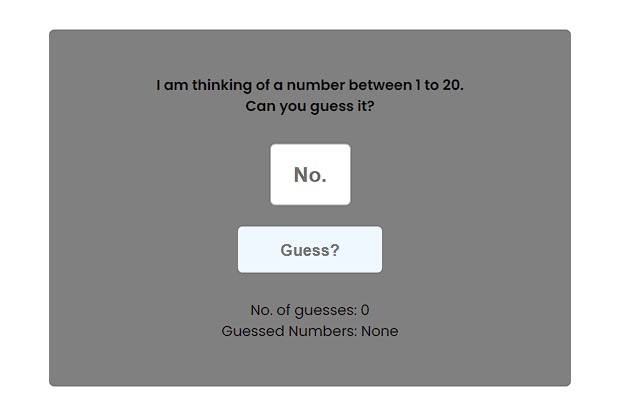 I am thinking of a number between 1 to 20.
Can you guess it?
No.
Guess?
No. of guesses: 0
Guessed Numbers: None